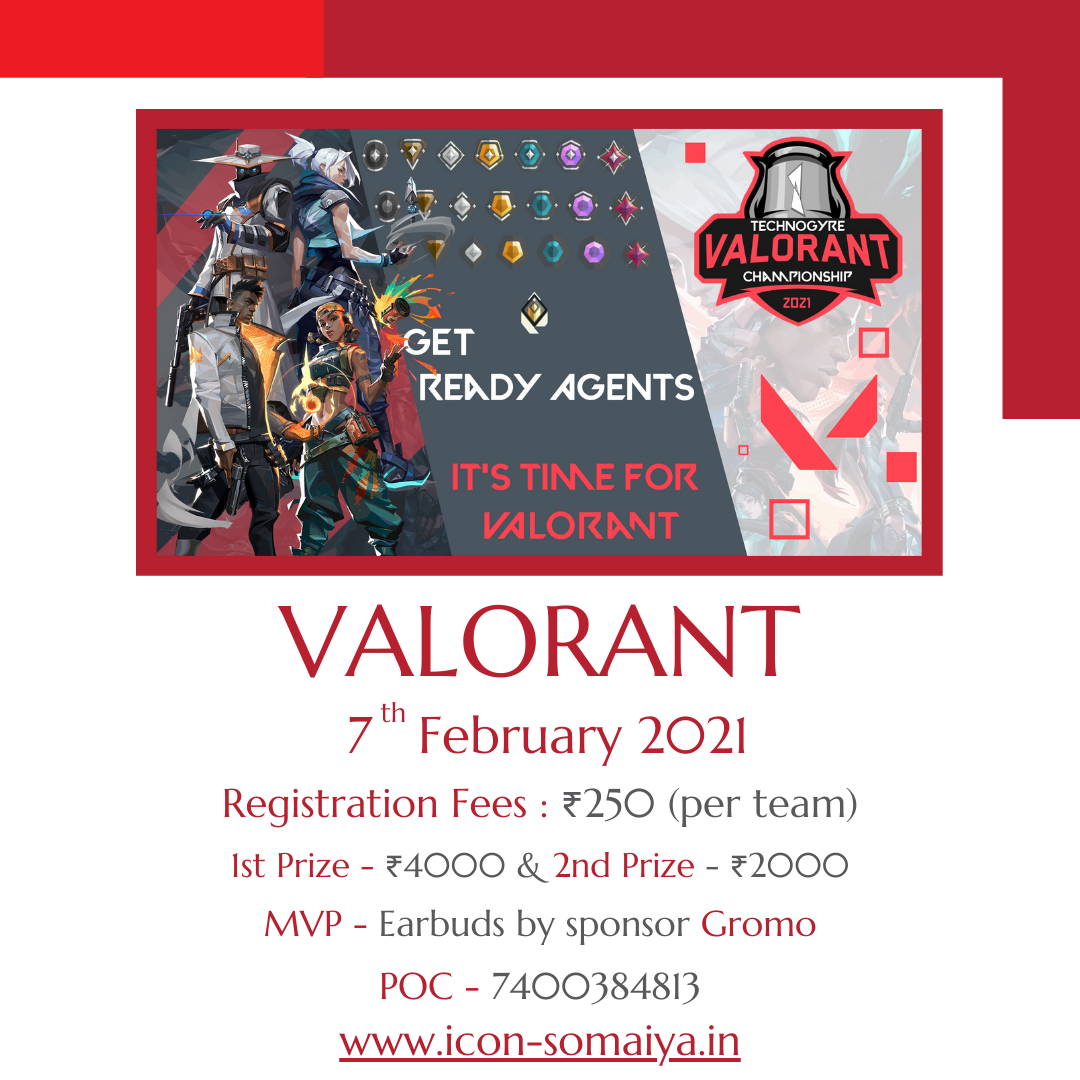 TECHNOGYRE
VALORANT
CHAMPIONSHIP
2021
GET
READY AGENTS
IT'S TIME FOR
VALORANT
VALORANT
7th February 2021
Registration Fees : ₹250 (per team)
1st Prize - ₹4000 & 2nd Prize - ₹2000
MVP - Earbuds by sponsor Gromo
POC - 7400384813
www.icon-somaiya.in